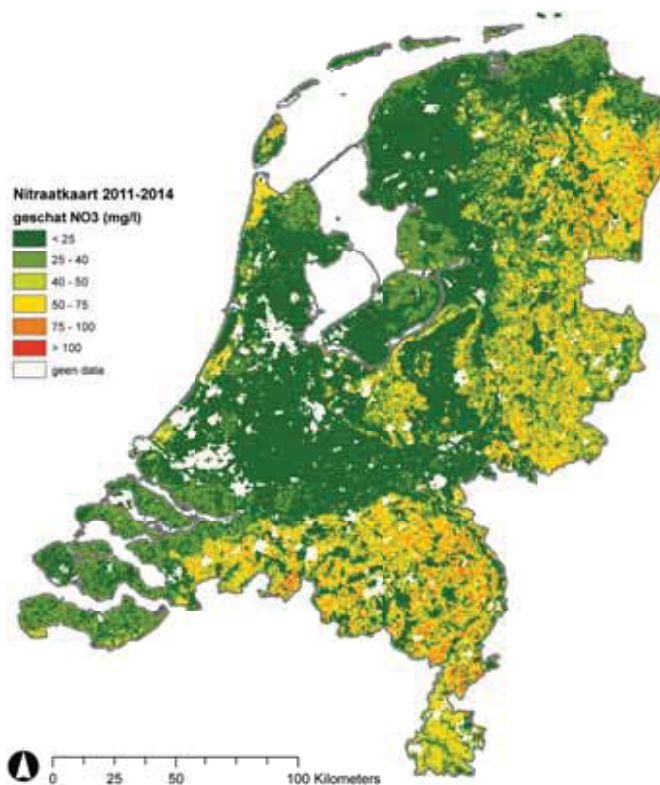 Nitraatkaart 2011-2014
geschat NO3 (mg/l)
< 25
25 - 40
40 - 50
50 - 75
75 - 100
> 100
geen data
0 25 50 100 Kilometers